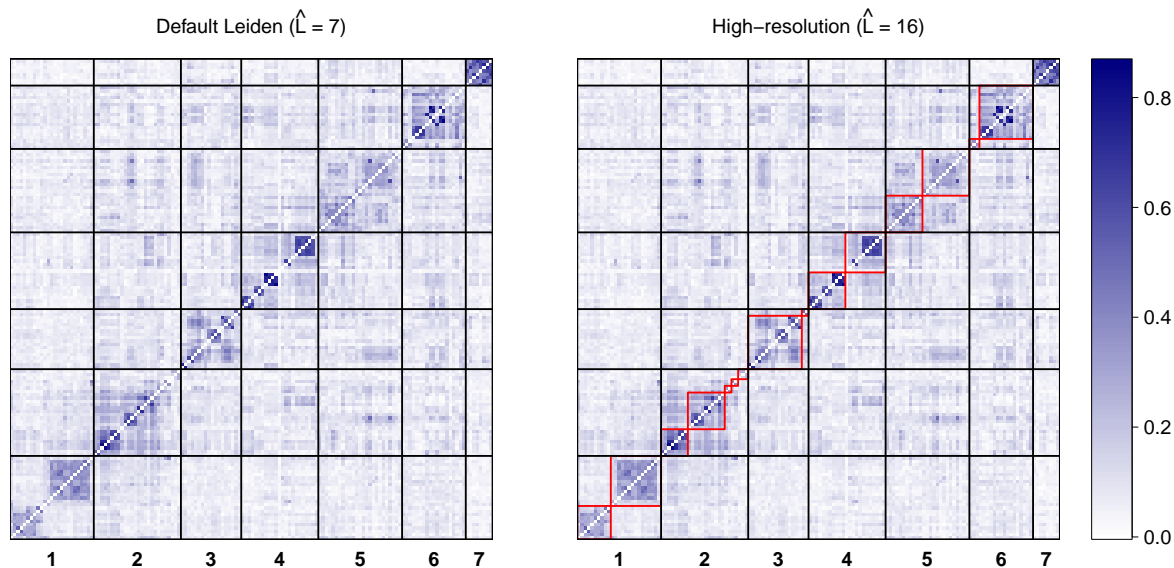 Default Leiden (L̂ = 7)
High−resolution (L̂ = 16)
0.8
0.6
0.4
0.2
0.0
1 2 3 4 5 6 7
1 2 3 4 5 6 7